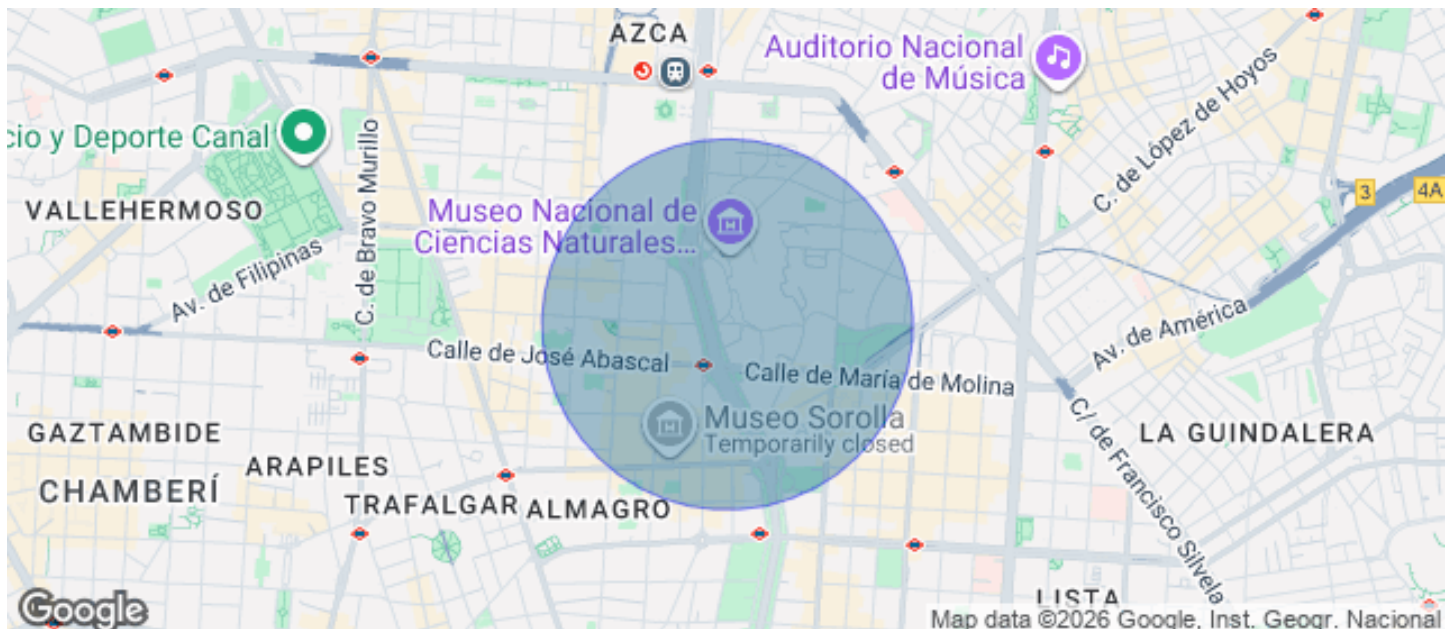 AZCA
Auditorio Nacional
de Música
C. de López de Hoyos
cio y Deporte Canal
C. de Bravo Murillo
3
4A
VALLEHERMOSO
Museo Nacional de
Ciencias Naturales...
Av. de Filipinas
Av. de América
Calle de José Abascal
Calle de María de Molina
Museo Sorolla
Temporarily closed
C/ de Francisco Silvela
GAZTAMBIDE
LA GUINDALERA
ARAPILES
CHAMBERÍ
TRAFALGAR
ALMAGRO
LISTA
Google
Map data ©2026 Google, Inst. Geogr. Nacional